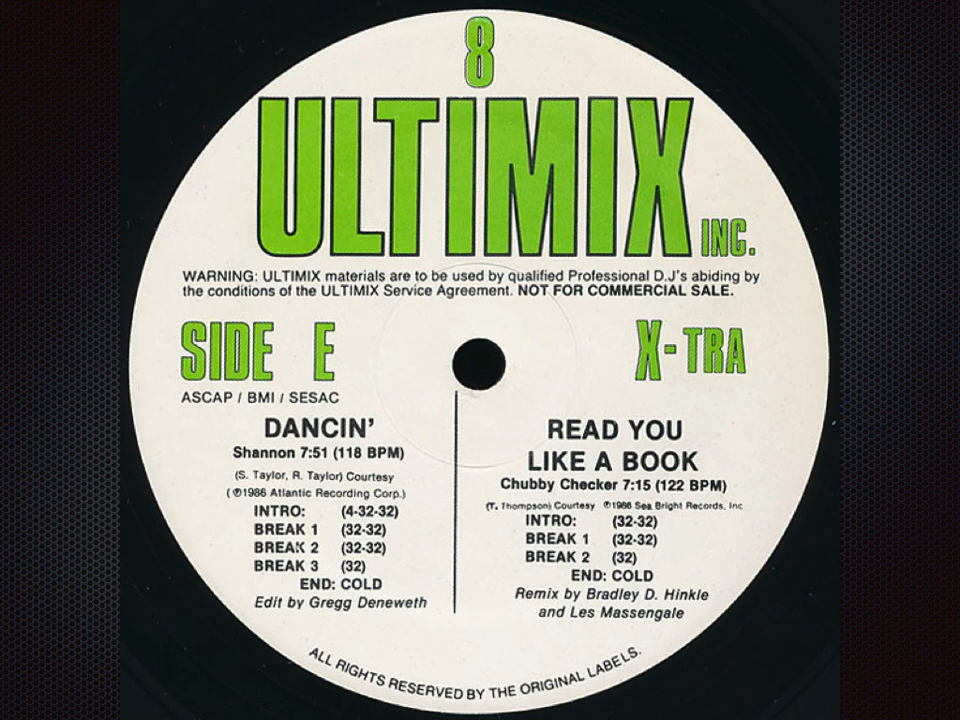 8
ULTIMIX INC.
WARNING: ULTIMIX materials are to be used by qualified Professional D.J's abiding by
the conditions of the ULTIMIX Service Agreement. NOT FOR COMMERCIAL SALE.
SIDE E
X-TRA
ASCAP / BMI / SESAC
DANCIN'
Shannon 7:51 (118 BPM)
(S. Taylor, R. Taylor) Courtesy
(℗1986 Atlantic Recording Corp.)
INTRO: (4-32-32)
BREAK 1 (32-32)
BREAK 2 (32-32)
BREAK 3 (32)
END: COLD
Edit by Gregg Deneweth
READ YOU
LIKE A BOOK
Chubby Checker 7:15 (122 BPM)
(T. Thompson) Courtesy ℗1986 Sea Bright Records, Inc
INTRO: (32-32)
BREAK 1 (32-32)
BREAK 2 (32)
END: COLD
Remix by Bradley D. Hinkle
and Les Massengale
ALL RIGHTS RESERVED BY THE ORIGINAL LABELS.